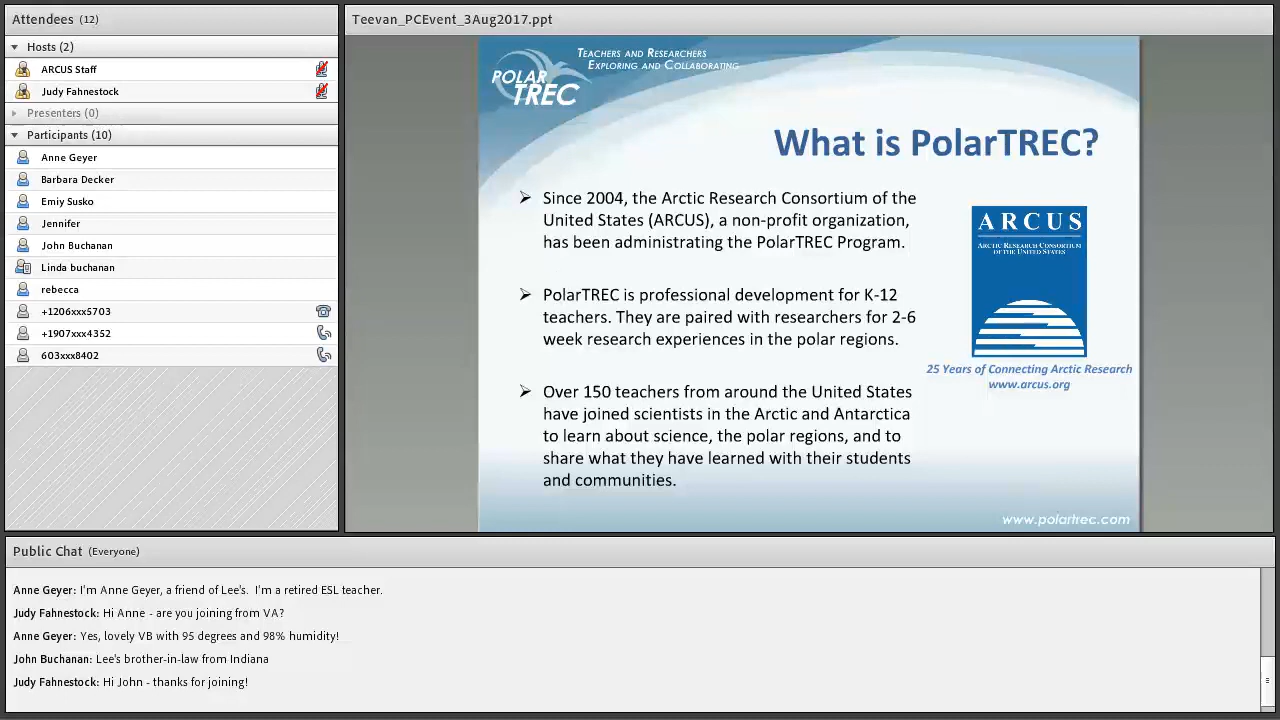 Attendees (12)
Hosts (2)
ARCUS Staff
Judy Fahnestock
Presenters (0)
Participants (10)
Anne Geyer
Barbara Decker
Emiy Susko
Jennifer
John Buchanan
Linda buchanan
rebecca
+1206xxx5703
+1907xxx4352
603xxx8402
Teevan_PCEvent_3Aug2017.ppt
POLAR
TREC
TEACHERS AND RESEARCHERS
EXPLORING AND COLLABORATING
What is PolarTREC?
Since 2004, the Arctic Research Consortium of the
United States (ARCUS), a non-profit organization,
has been administrating the PolarTREC Program.
PolarTREC is professional development for K-12
teachers. They are paired with researchers for 2-6
week research experiences in the polar regions.
Over 150 teachers from around the United States
have joined scientists in the Arctic and Antarctica
to learn about science, the polar regions, and to
share what they have learned with their students
and communities.
ARCUS
ARCTIC RESEARCH CONSORTIUM
OF THE UNITED STATES
25 Years of Connecting Arctic Research
www.arcus.org
www.polartrec.com
Public Chat (Everyone)
Anne Geyer: I'm Anne Geyer, a friend of Lee's. I'm a retired ESL teacher.
Judy Fahnestock: Hi Anne - are you joining from VA?
Anne Geyer: Yes, lovely VB with 95 degrees and 98% humidity!
John Buchanan: Lee's brother-in-law from Indiana
Judy Fahnestock: Hi John - thanks for joining!